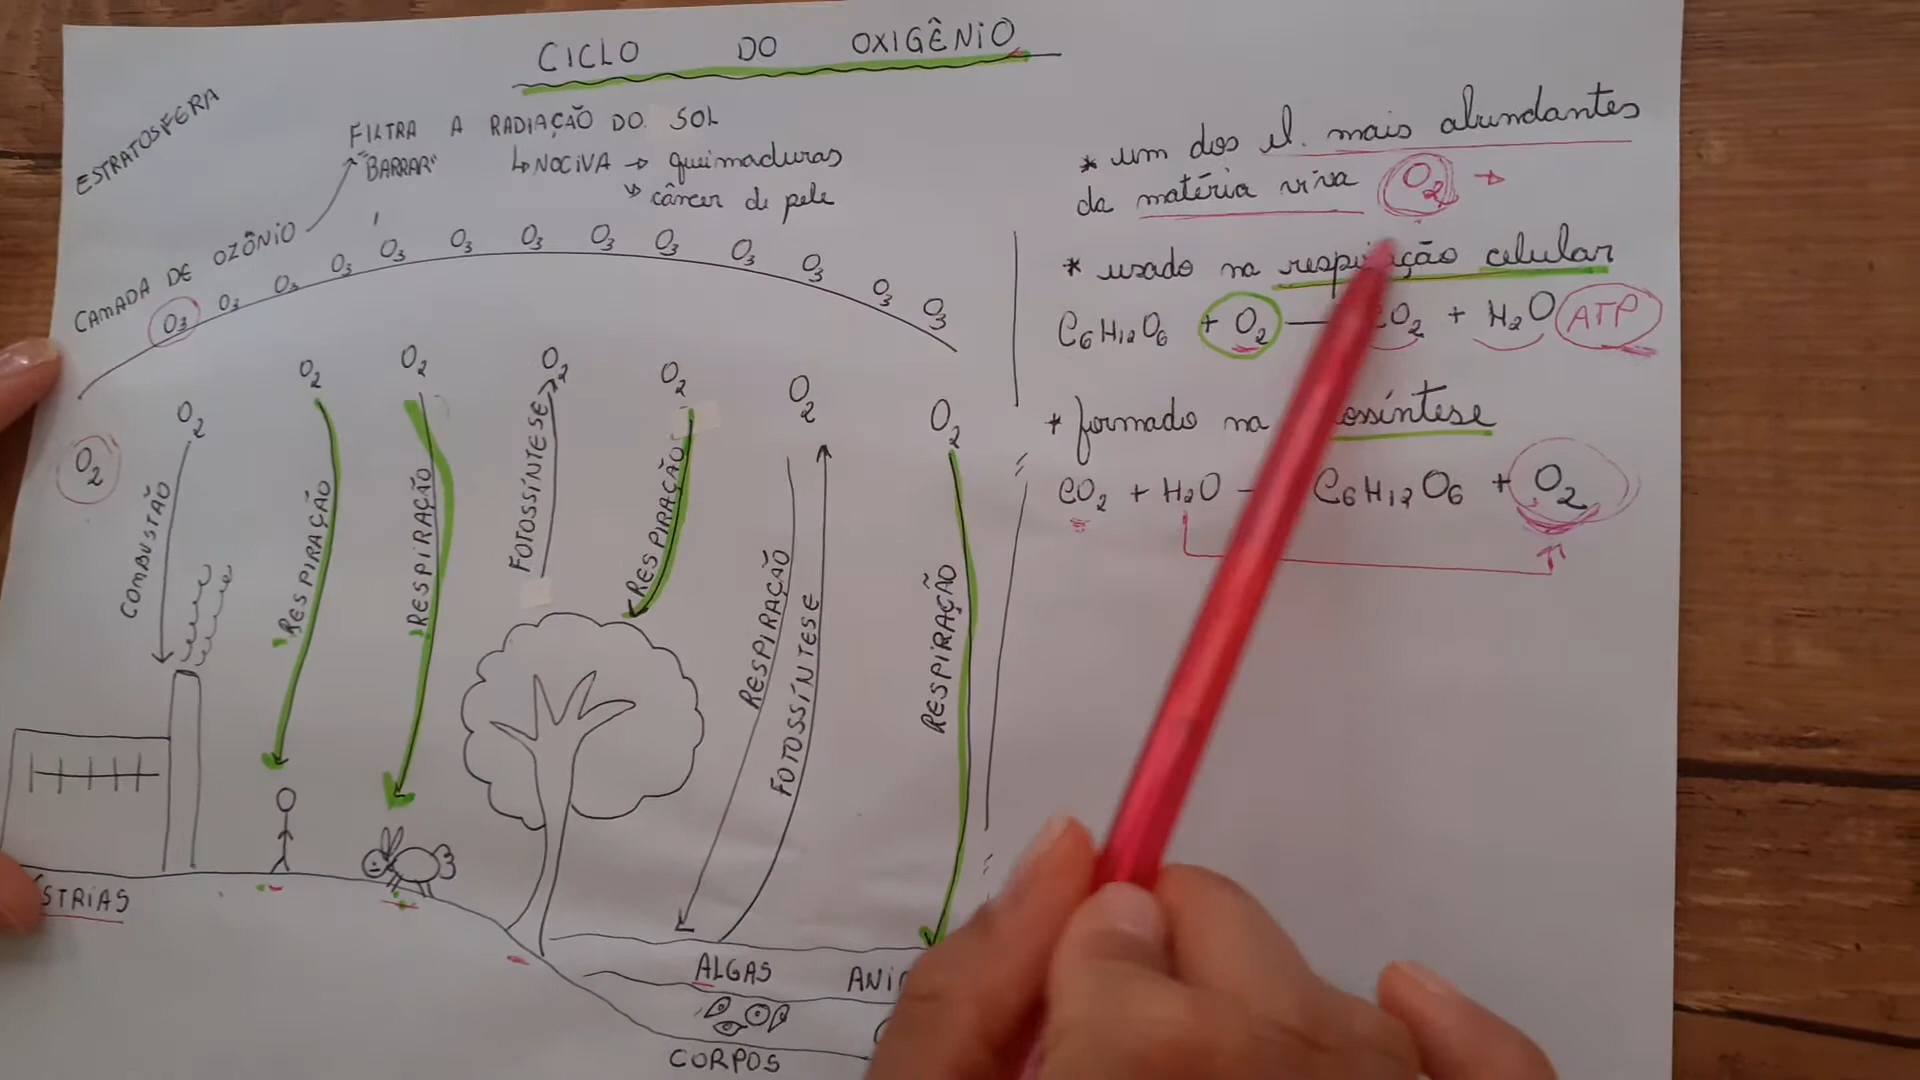 CICLO DO OXIGÊNIO
ESTRATOSFERA
FILTRA A RADIAÇÃO DO SOL
"BARRAR" ↳ NOCIVA → queimaduras
↘ câncer de pele
CAMADA DE OZÔNIO
O3 O3 O3 O3 O3 O3 O3 O3 O3 O3 O3 O3 O3
O2 O2 O2 O2 O2 O2 O2 O2
COMBUSTÃO
RESPIRAÇÃO
RESPIRAÇÃO
FOTOSSÍNTESE
RESPIRAÇÃO
RESPIRAÇÃO
FOTOSSÍNTESE
RESPIRAÇÃO
STRIAS
ALGAS
CORPOS
* um dos el. mais abundantes
da matéria viva O2 →
* usado na respiração celular
C6H12O6 + O2 — CO2 + H2O ATP
* formado na ossíntese
CO2 + H2O - C6H12O6 + O2